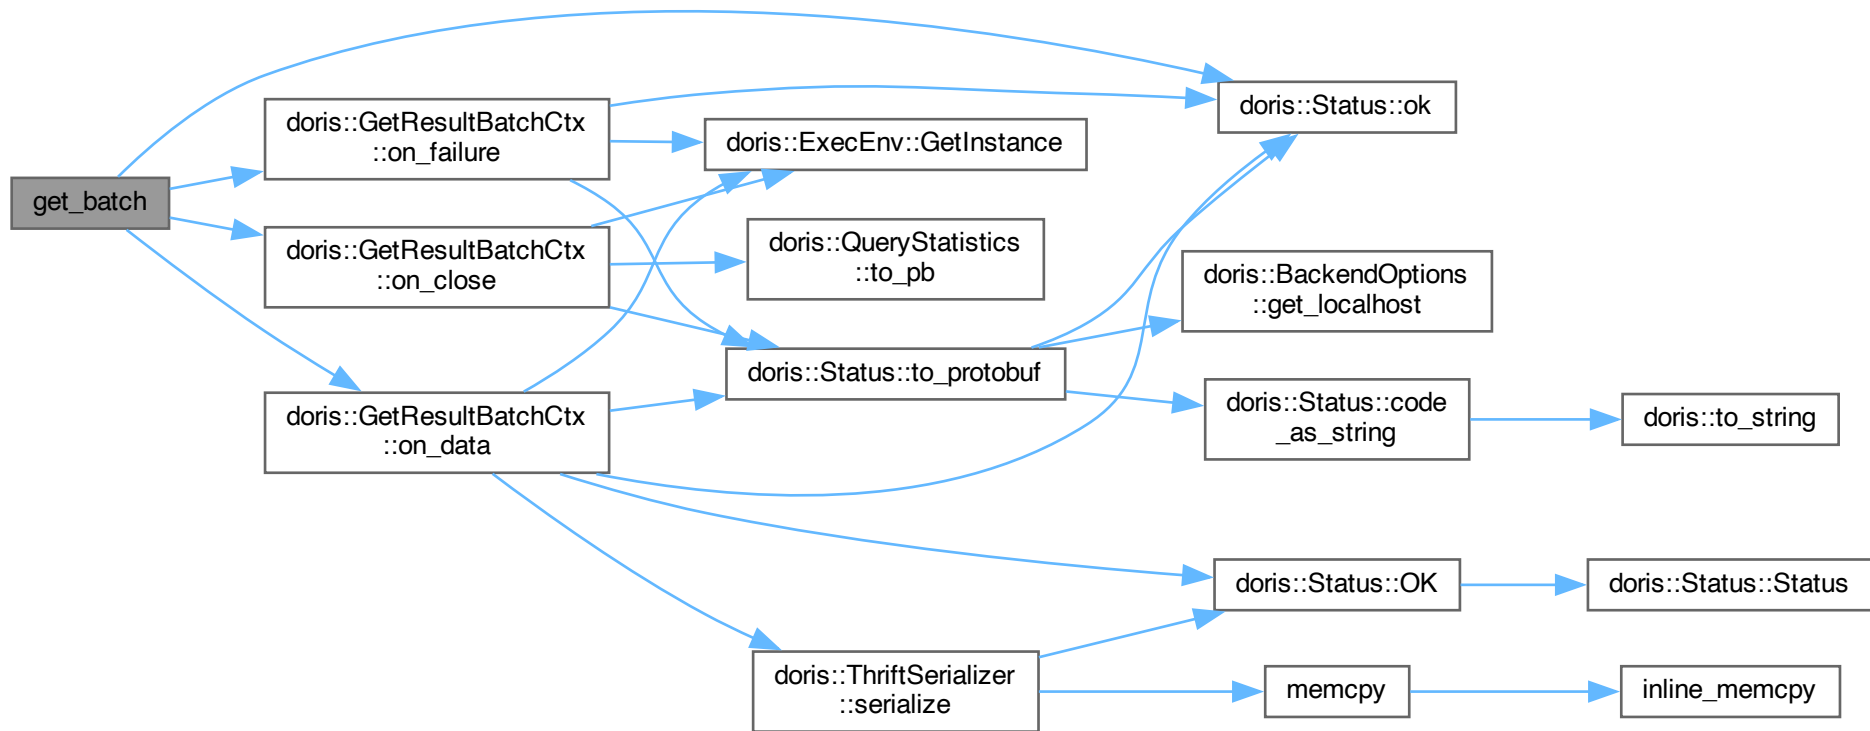 get_batch
doris::GetResultBatchCtx
::on_failure
doris::GetResultBatchCtx
::on_close
doris::GetResultBatchCtx
::on_data
doris::ExecEnv::GetInstance
doris::QueryStatistics
::to_pb
doris::Status::to_protobuf
doris::ThriftSerializer
::serialize
doris::Status::ok
doris::BackendOptions
::get_localhost
doris::Status::code
_as_string
doris::Status::OK
memcpy
doris::to_string
doris::Status::Status
inline_memcpy